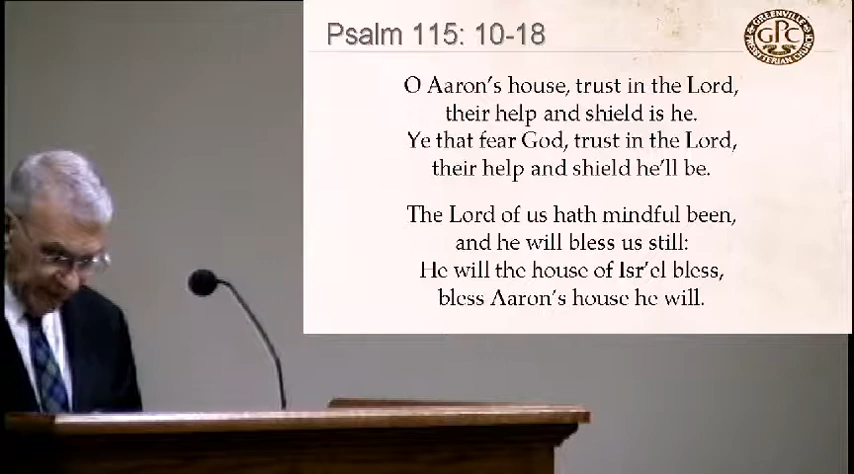 Psalm 115: 10-18
GREENVILLE
GPC
PRESBYTERIAN CHURCH
O Aaron's house, trust in the Lord,
their help and shield is he.
Ye that fear God, trust in the Lord,
their help and shield he'll be.
The Lord of us hath mindful been,
and he will bless us still:
He will the house of Isr'el bless,
bless Aaron's house he will.